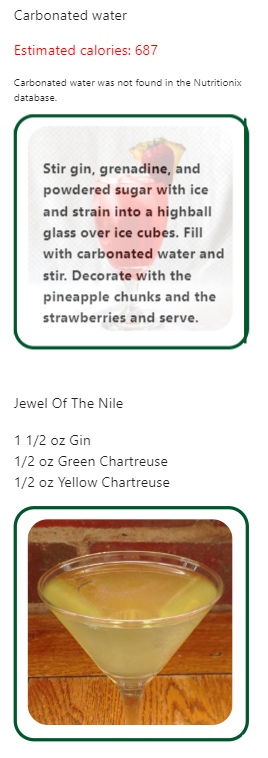 Carbonated water
Estimated calories: 687
Carbonated water was not found in the Nutritionix
database.
Stir gin, grenadine, and
powdered sugar with ice
and strain into a highball
glass over ice cubes. Fill
with carbonated water and
stir. Decorate with the
pineapple chunks and the
strawberries and serve.
Jewel Of The Nile
1 1/2 oz Gin
1/2 oz Green Chartreuse
1/2 oz Yellow Chartreuse